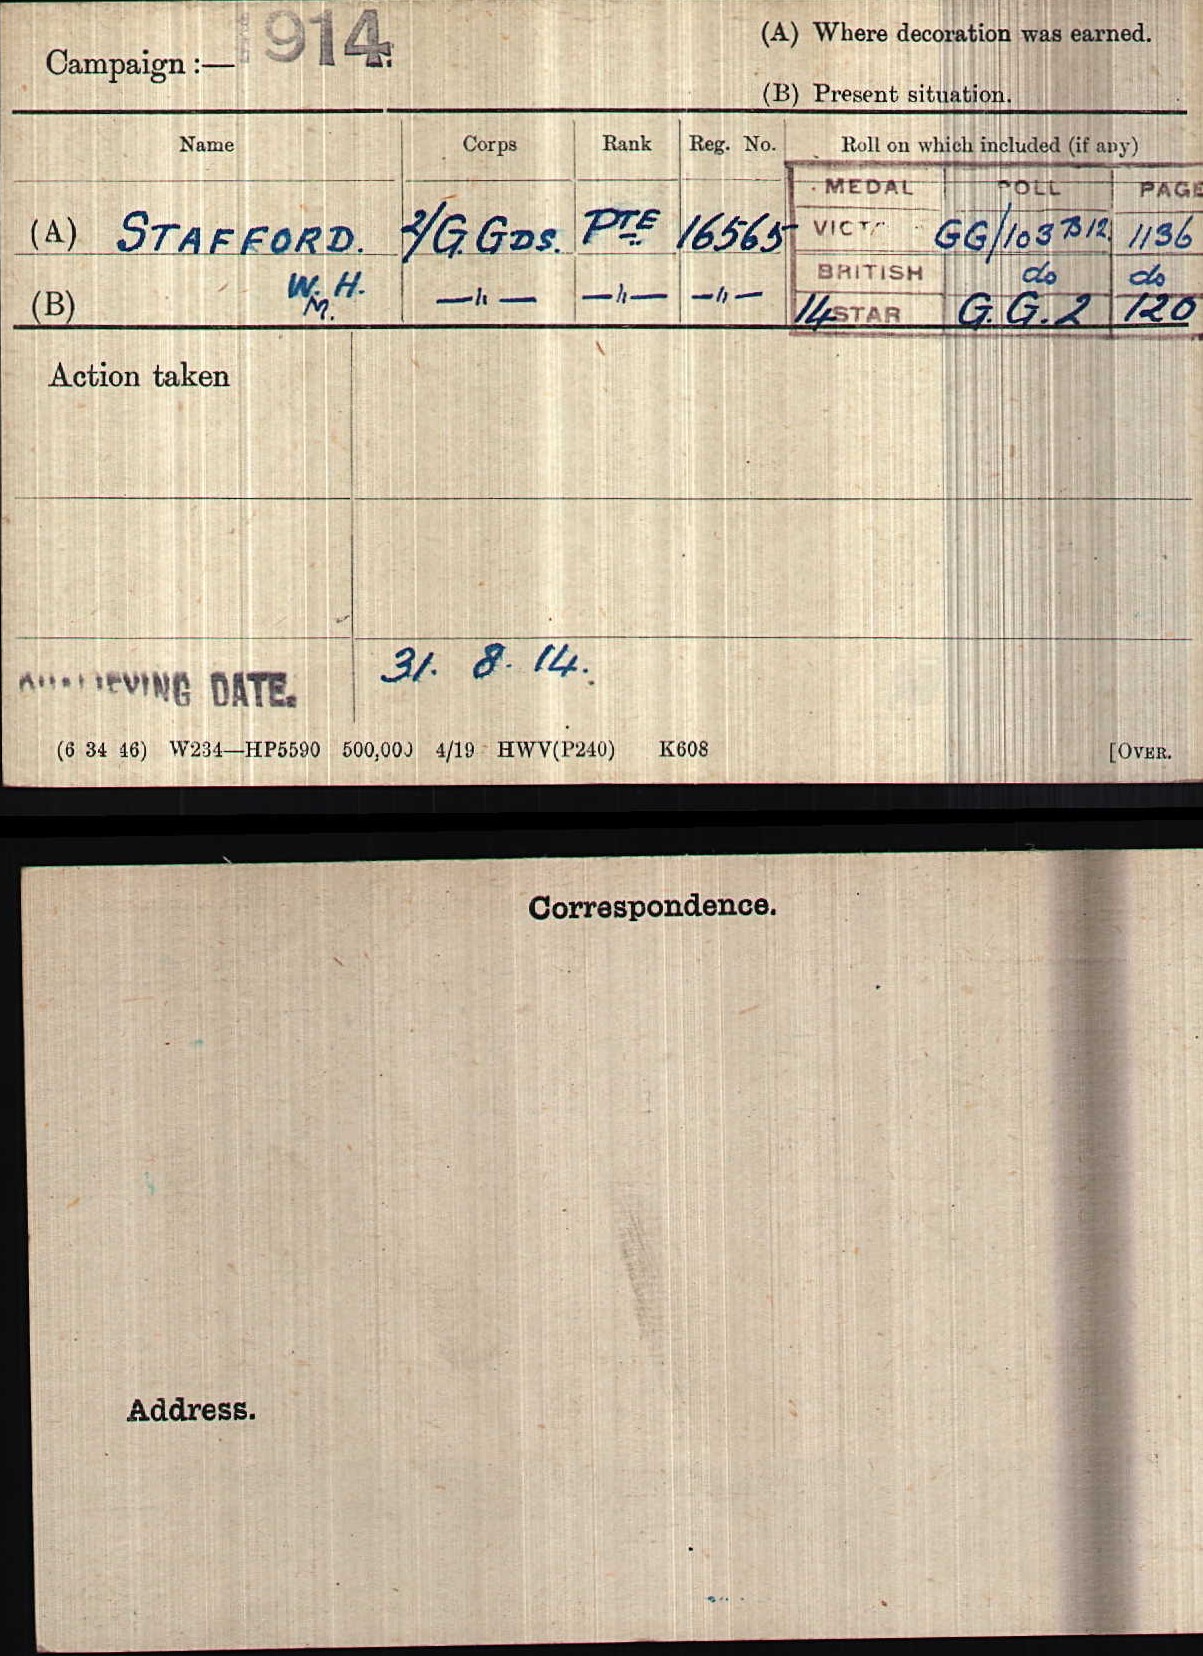 Campaign :— 1914.
(A) Where decoration was earned.
(B) Present situation.
Name Corps Rank Reg. No. Roll on which included (if any)
MEDAL ROLL PAGE
(A) STAFFORD. 2/G. GDS. PTE 16565 VICTY GG/103 B12 1136
(B) W. H. —〃— —〃— —〃— BRITISH do do
M. 14 STAR G. G. 2 120
Action taken
QUALIFYING DATE. 31. 8. 14.
(6 34 46) W234—HP5590 500,000 4/19 HWV(P240) K608 [OVER.
Correspondence.
Address.